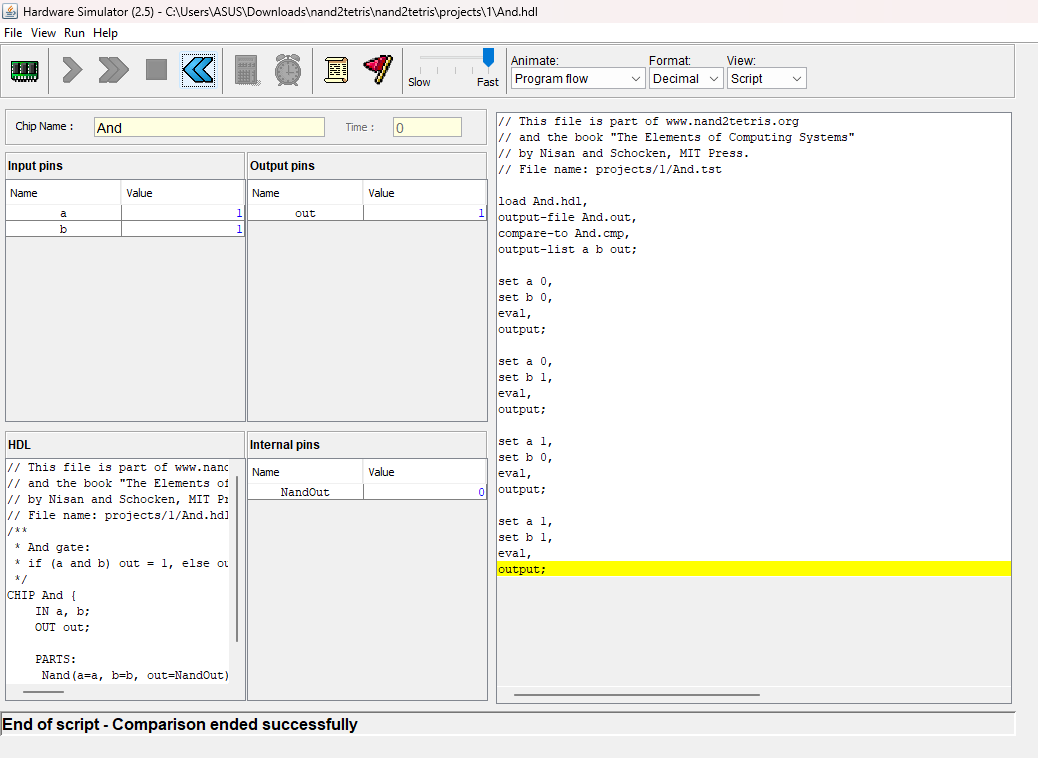 Hardware Simulator (2.5) - C:\Users\ASUS\Downloads\nand2tetris\nand2tetris\projects\1\And.hdl
File View Run Help
Slow Fast
Animate: Format: View:
Program flow Decimal Script
Chip Name : And Time : 0
Input pins
Name Value
a 1
b 1
Output pins
Name Value
out 1
HDL
// This file is part of www.nand
// and the book "The Elements of
// by Nisan and Schocken, MIT Pr
// File name: projects/1/And.hdl
/**
* And gate:
* if (a and b) out = 1, else ou
*/
CHIP And {
IN a, b;
OUT out;
PARTS:
Nand(a=a, b=b, out=NandOut)
Internal pins
Name Value
NandOut 0
// This file is part of www.nand2tetris.org
// and the book "The Elements of Computing Systems"
// by Nisan and Schocken, MIT Press.
// File name: projects/1/And.tst
load And.hdl,
output-file And.out,
compare-to And.cmp,
output-list a b out;
set a 0,
set b 0,
eval,
output;
set a 0,
set b 1,
eval,
output;
set a 1,
set b 0,
eval,
output;
set a 1,
set b 1,
eval,
output;
End of script - Comparison ended successfully